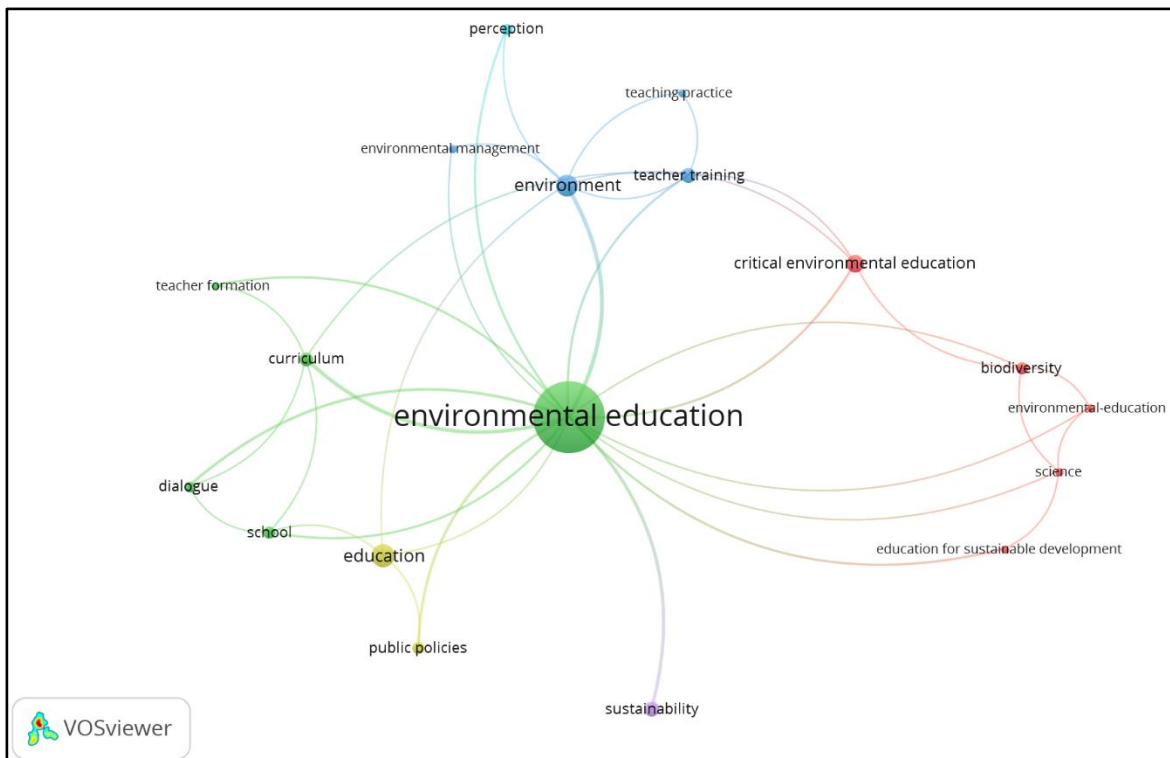 perception
teaching practice
environmental management
environment
teacher training
critical environmental education
teacher formation
curriculum
biodiversity
environmental education
environmental-education
science
dialogue
school
education
education for sustainable development
public policies
sustainability
VOSviewer